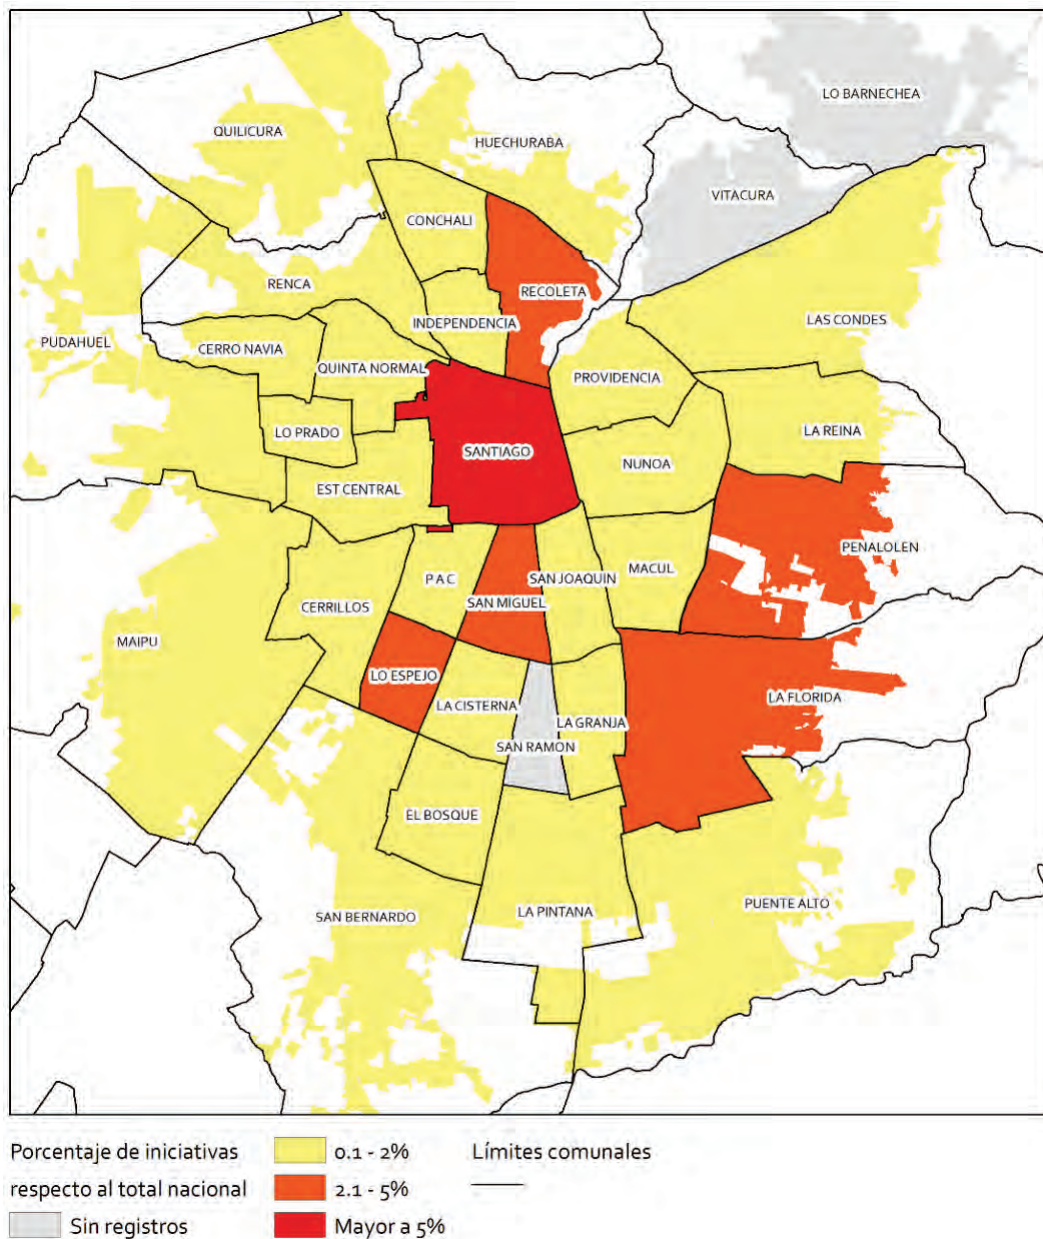 LO BARNECHEA
QUILICURA
HUECHURABA
VITACURA
CONCHALI
RENCA
RECOLETA
INDEPENDENCIA
LAS CONDES
PUDAHUEL
CERRO NAVIA
QUINTA NORMAL
PROVIDENCIA
LO PRADO
LA REINA
SANTIAGO
NUNOA
EST CENTRAL
PENALOLEN
MACUL
P A C
SAN JOAQUIN
SAN MIGUEL
CERRILLOS
MAIPU
LO ESPEJO
LA FLORIDA
LA CISTERNA
LA GRANJA
SAN RAMON
EL BOSQUE
PUENTE ALTO
LA PINTANA
SAN BERNARDO
Porcentaje de iniciativas
respecto al total nacional
Sin registros
0.1 - 2%
2.1 - 5%
Mayor a 5%
Límites comunales